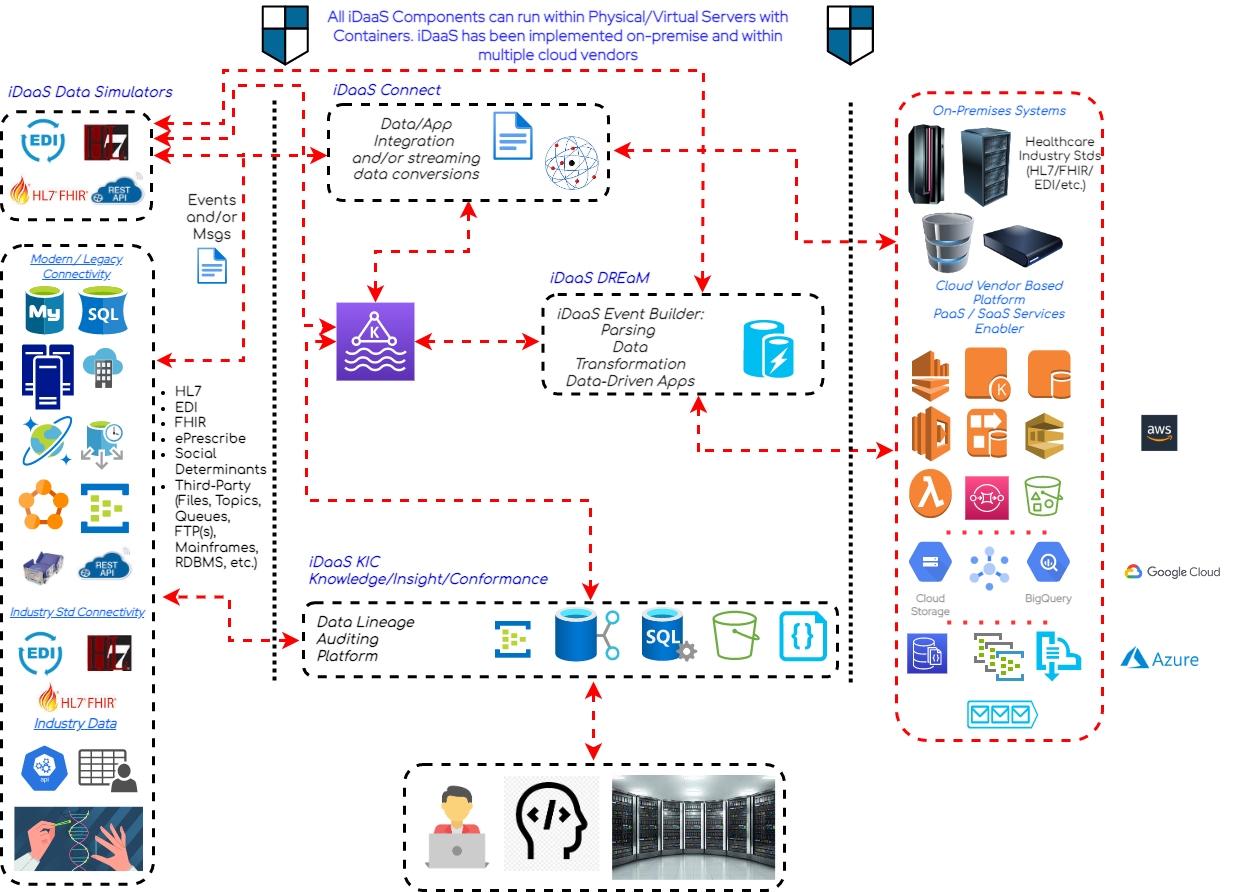 All iDaaS Components can run within Physical/Virtual Servers with
Containers. iDaaS has been implemented on-premise and within
multiple cloud vendors
iDaaS Data Simulators
EDI
HL7
HL7 FHIR
REST
API
Events
and/or
Msgs
Modern / Legacy
Connectivity
My
SQL
REST
API
Industry Std Connectivity
EDI
HL7
HL7 FHIR
Industry Data
api
HL7
EDI
FHIR
ePrescribe
Social
Determinants
Third-Party
(Files, Topics,
Queues,
FTP(s),
Mainframes,
RDBMS, etc.)
iDaaS Connect
Data/App
Integration
and/or streaming
data conversions
K
iDaaS DREaM
iDaaS Event Builder:
Parsing
Data
Transformation
Data-Driven Apps
iDaaS KIC
Knowledge/Insight/Conformance
Data Lineage
Auditing
Platform
SQL
{}
</>
On-Premises Systems
Healthcare
Industry Stds
(HL7/FHIR/
EDI/etc.)
Cloud Vendor Based
Platform
PaaS / SaaS Services
Enabler
K
λ
Cloud
Storage
BigQuery
aws
Google Cloud
Azure